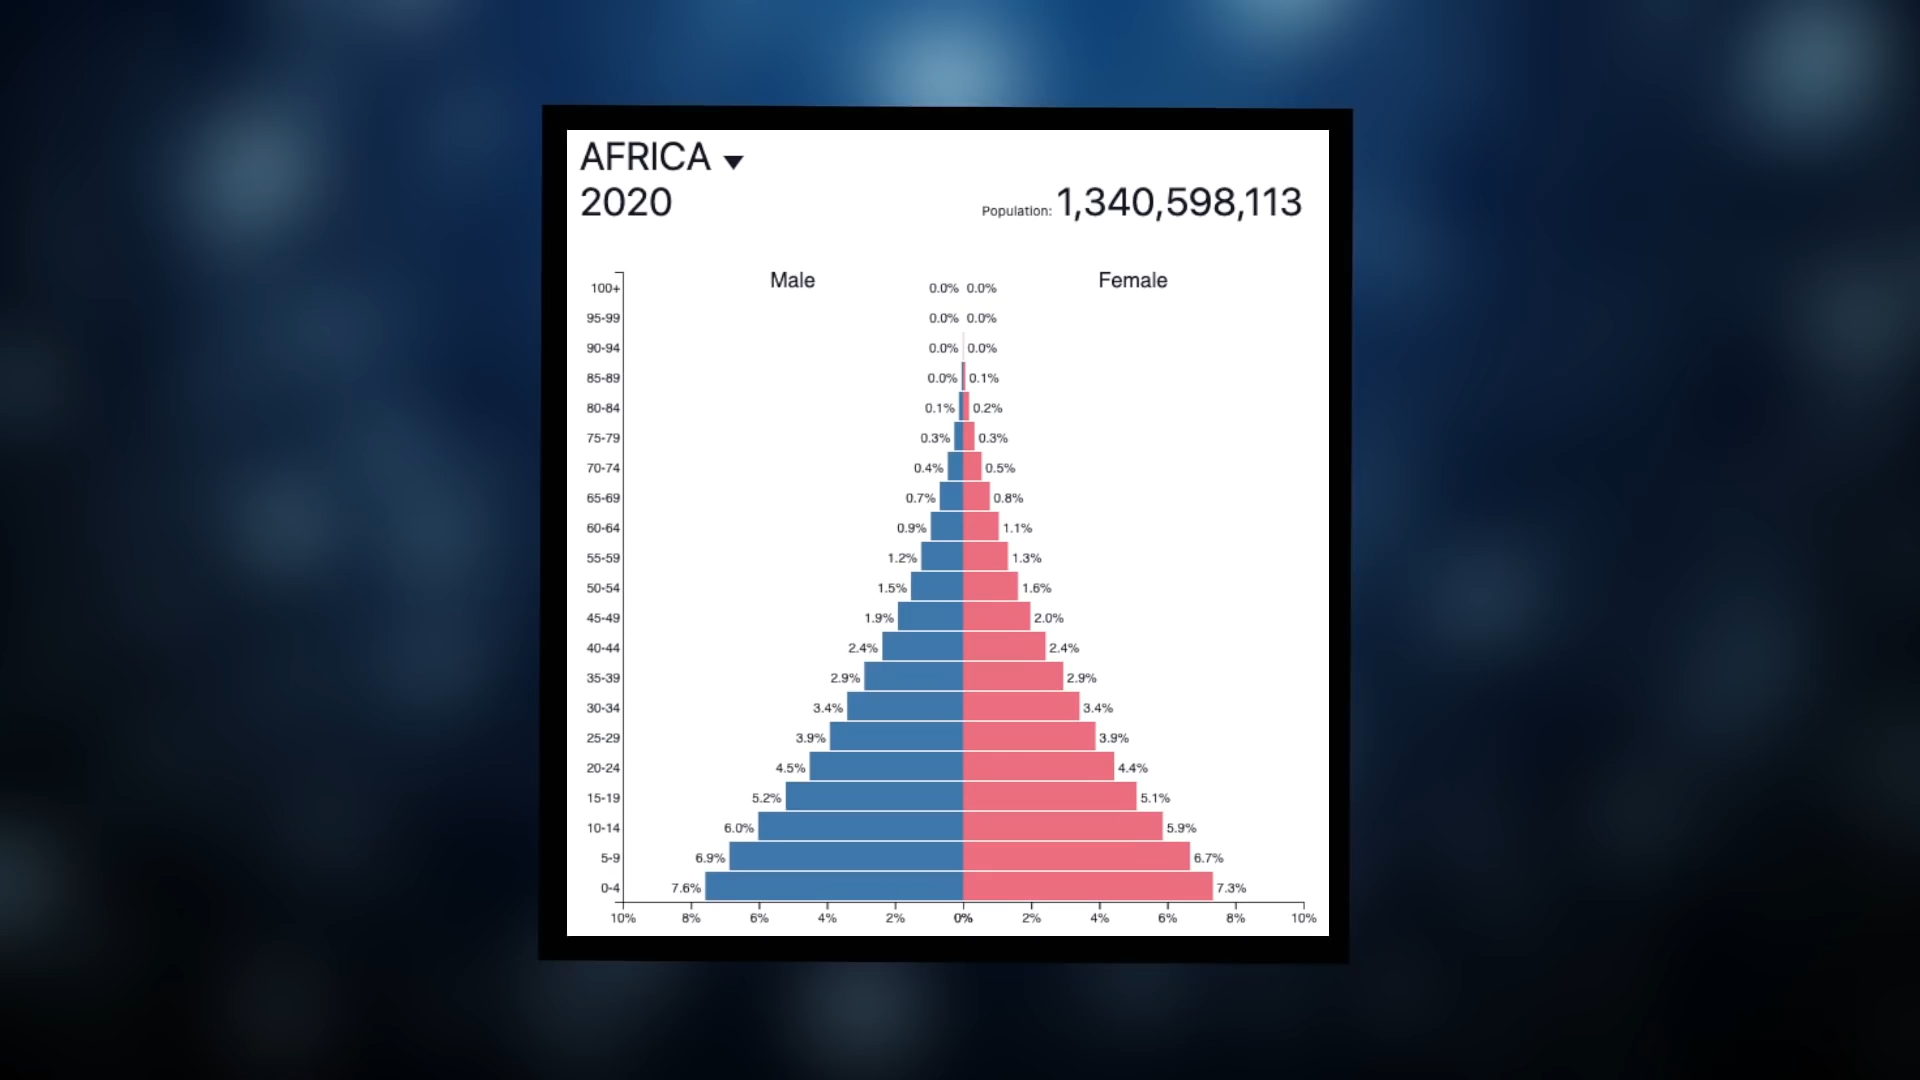 AFRICA
2020
Population: 1,340,598,113
Male Female
100+ 0.0% 0.0%
95-99 0.0% 0.0%
90-94 0.0% 0.0%
85-89 0.0% 0.1%
80-84 0.1% 0.2%
75-79 0.3% 0.3%
70-74 0.4% 0.5%
65-69 0.7% 0.8%
60-64 0.9% 1.1%
55-59 1.2% 1.3%
50-54 1.5% 1.6%
45-49 1.9% 2.0%
40-44 2.4% 2.4%
35-39 2.9% 2.9%
30-34 3.4% 3.4%
25-29 3.9% 3.9%
20-24 4.5% 4.4%
15-19 5.2% 5.1%
10-14 6.0% 5.9%
5-9 6.9% 6.7%
0-4 7.6% 7.3%
10% 8% 6% 4% 2% 0% 2% 4% 6% 8% 10%